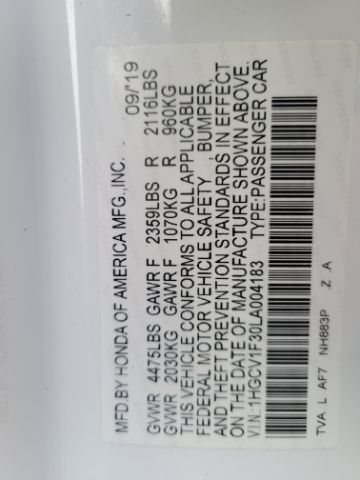 MFD.BY HONDA OF AMERICA MFG.,INC. 09/'19
GVWR 4475LBS GAWR F 2359LBS R 2116LBS
GVWR 2030KG GAWR F 1070KG R 960KG
THIS VEHICLE CONFORMS TO ALL APPLICABLE
FEDERAL MOTOR VEHICLE SAFETY , BUMPER,
AND THEFT PREVENTION STANDARDS IN EFFECT
ON THE DATE OF MANUFACTURE SHOWN ABOVE.
V.I.N:1HGCV1F30LA004183 TYPE:PASSENGER CAR
TVA L AF7 NH883P Z A